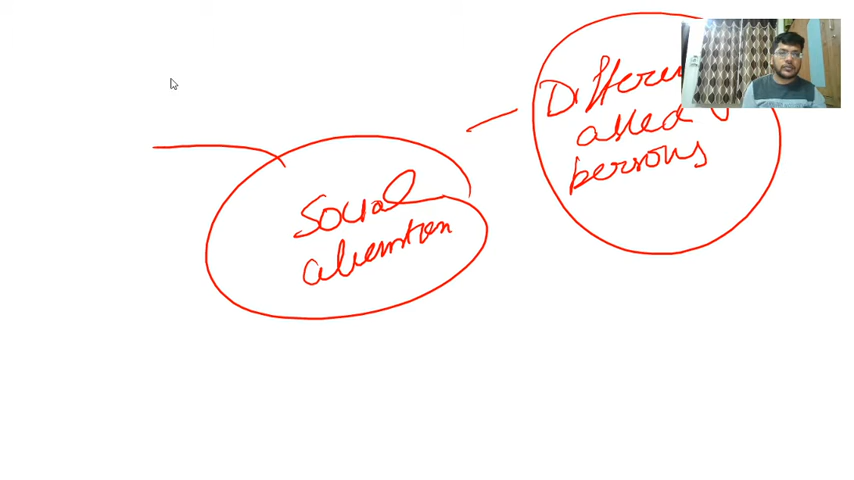 Differen
abled
persons
Social
alienation